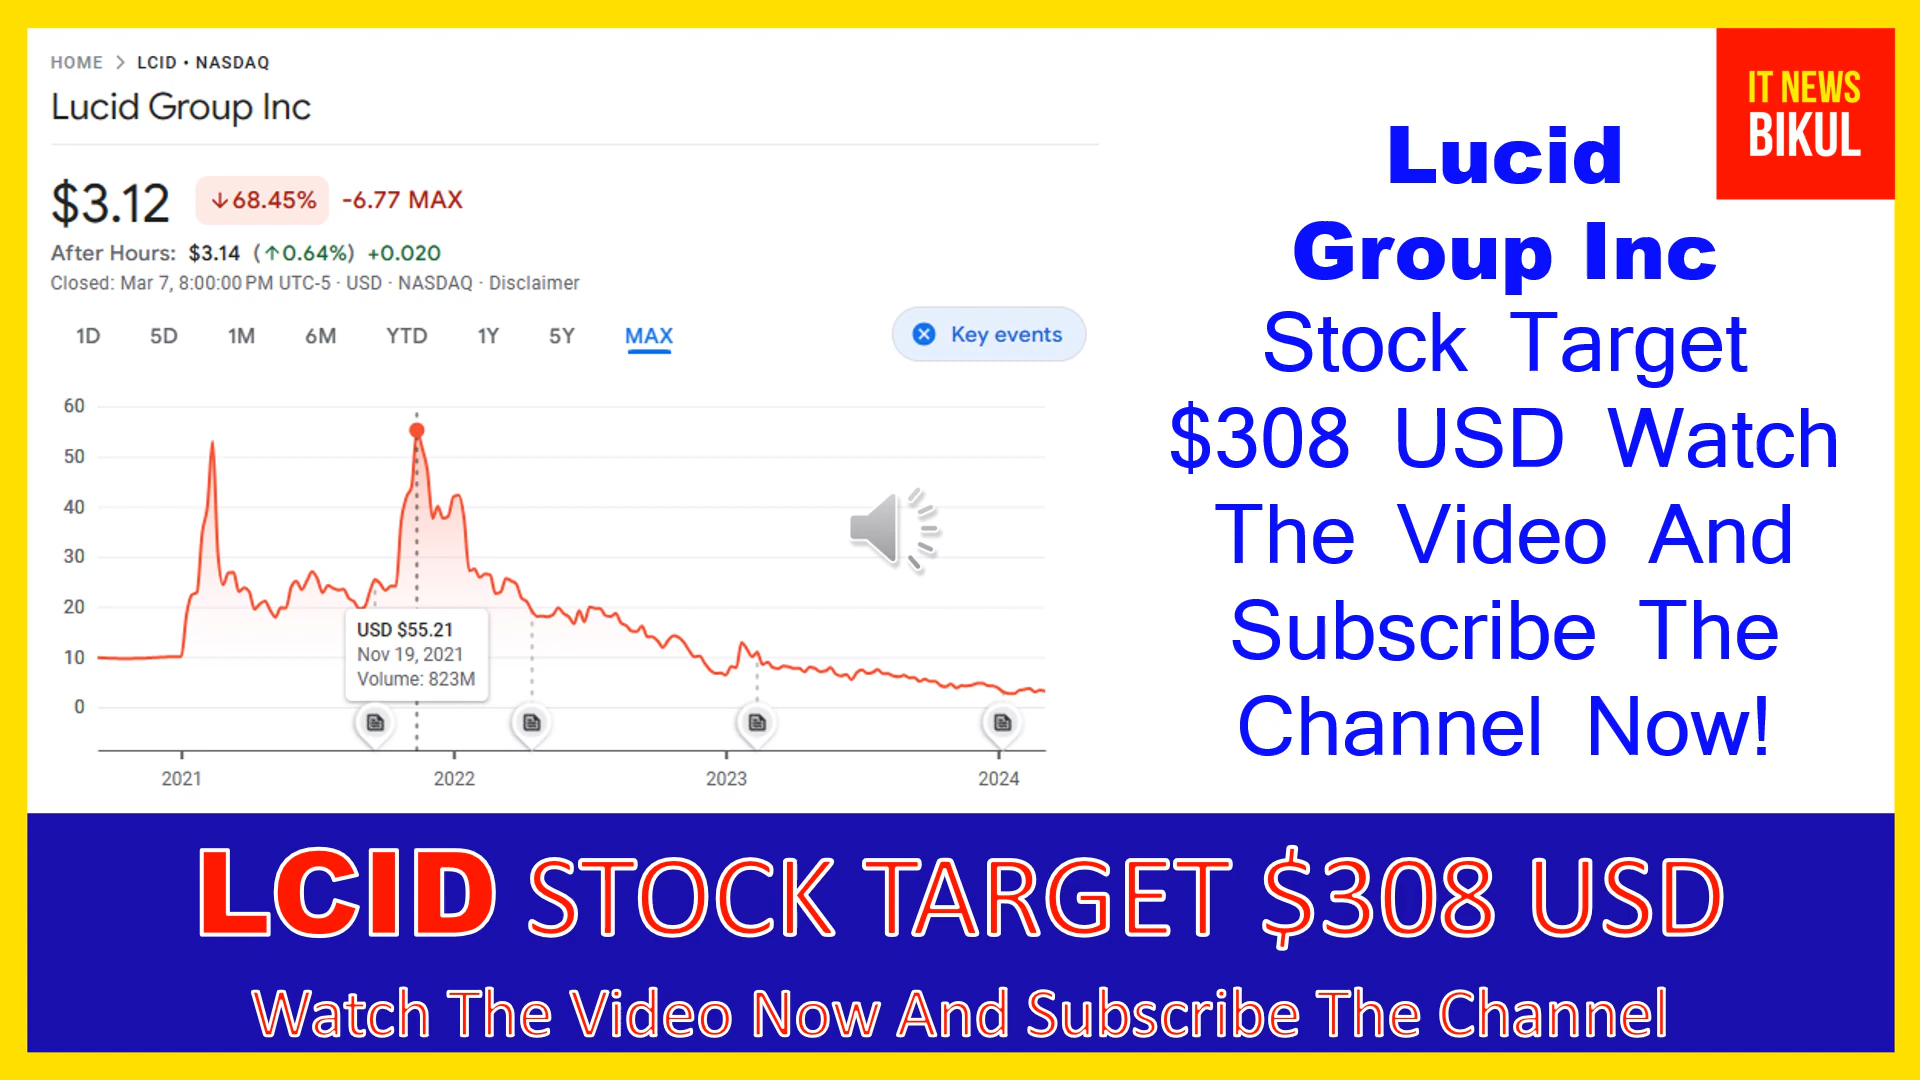 HOME > LCID • NASDAQ
Lucid Group Inc
$3.12 ↓68.45% -6.77 MAX
After Hours: $3.14 (↑0.64%) +0.020
Closed: Mar 7, 8:00:00 PM UTC-5 · USD · NASDAQ · Disclaimer
1D 5D 1M 6M YTD 1Y 5Y MAX
Key events
60
50
40
30
20
10
0
USD $55.21
Nov 19, 2021
Volume: 823M
2021 2022 2023 2024
IT NEWS
BIKUL
Lucid
Group Inc
Stock Target
$308 USD Watch
The Video And
Subscribe The
Channel Now!
LCID STOCK TARGET $308 USD
Watch The Video Now And Subscribe The Channel